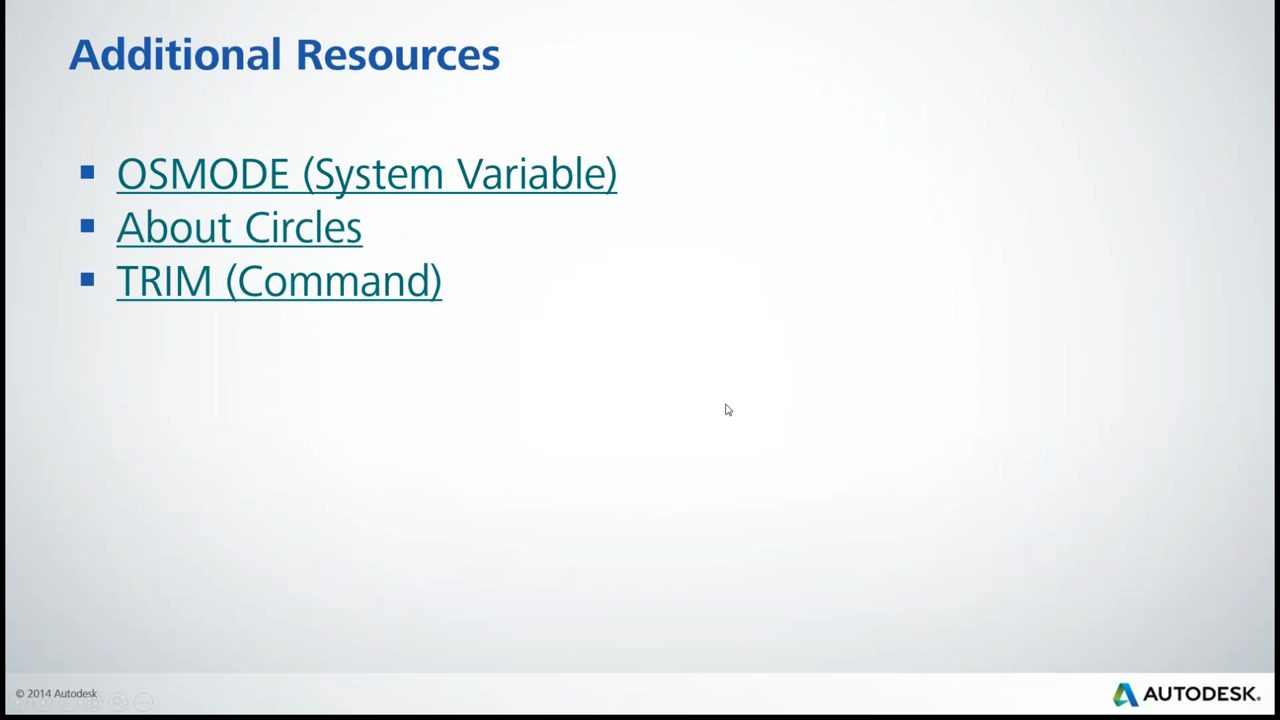 Additional Resources
OSMODE (System Variable)
About Circles
TRIM (Command)
© 2014 Autodesk
AUTODESK.